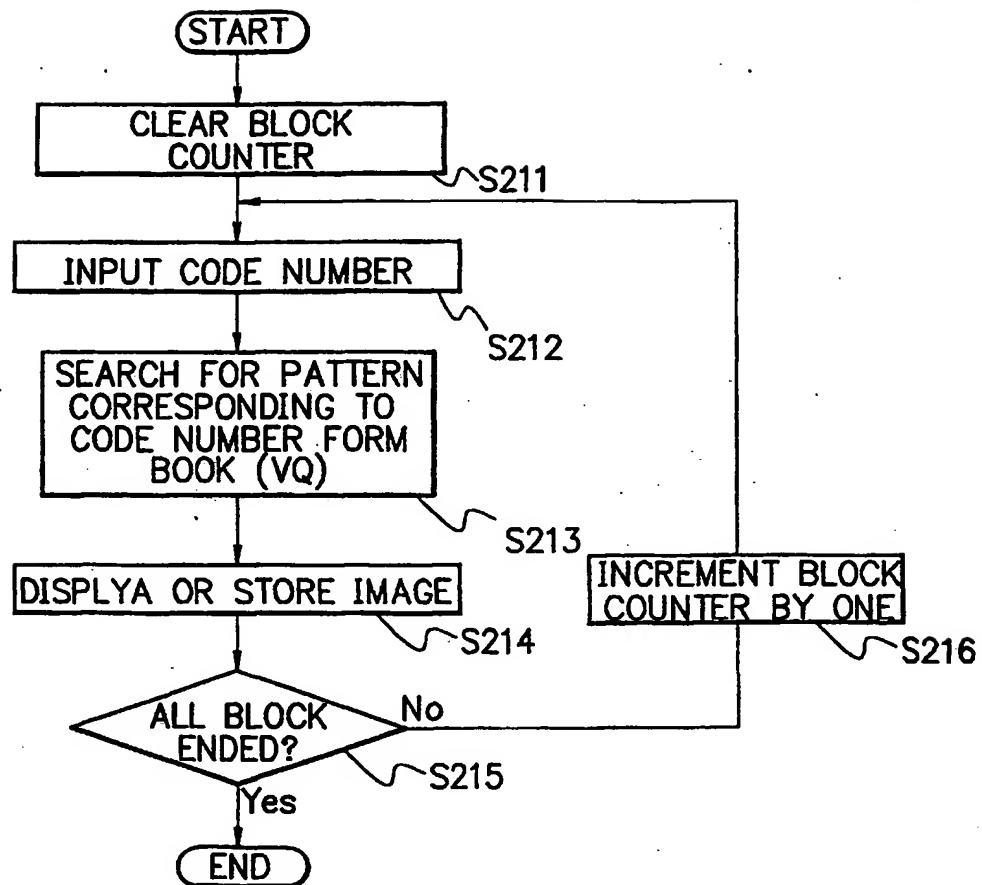 START
CLEAR BLOCK
COUNTER
S211
INPUT CODE NUMBER
S212
SEARCH FOR PATTERN
CORRESPONDING TO
CODE NUMBER FORM
BOOK (VQ)
S213
DISPLYA OR STORE IMAGE
S214
INCREMENT BLOCK
COUNTER BY ONE
S216
ALL BLOCK
ENDED?
No
S215
Yes
END